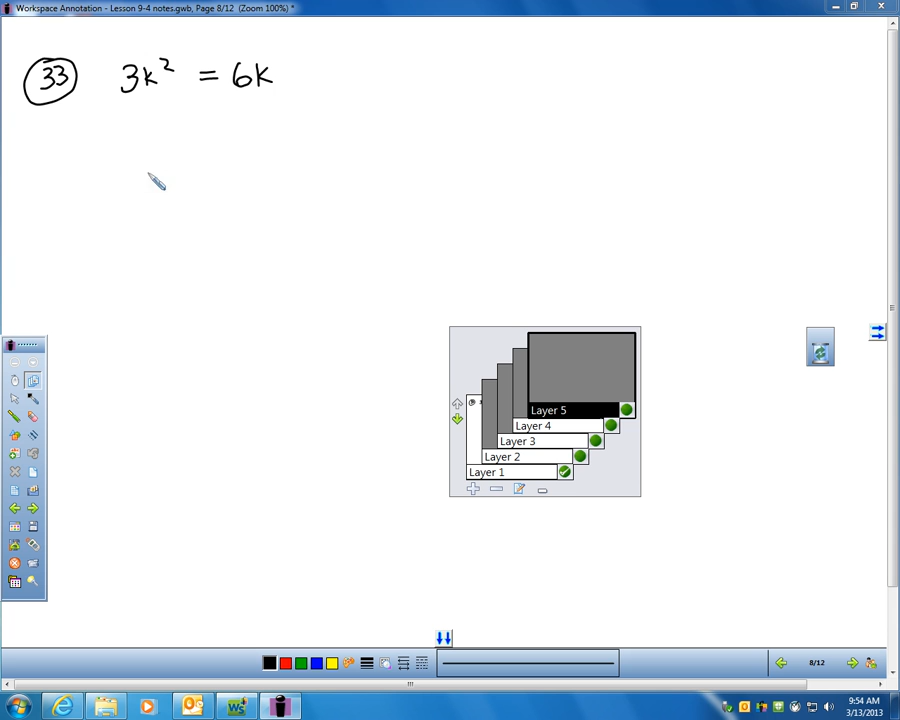 Workspace Annotation - Lesson 9-4 notes.gwb, Page 8/12 (Zoom 100%) *
33 3k² = 6k
Layer 5
Layer 4
Layer 3
Layer 2
Layer 1
8/12
9:54 AM
3/13/2013